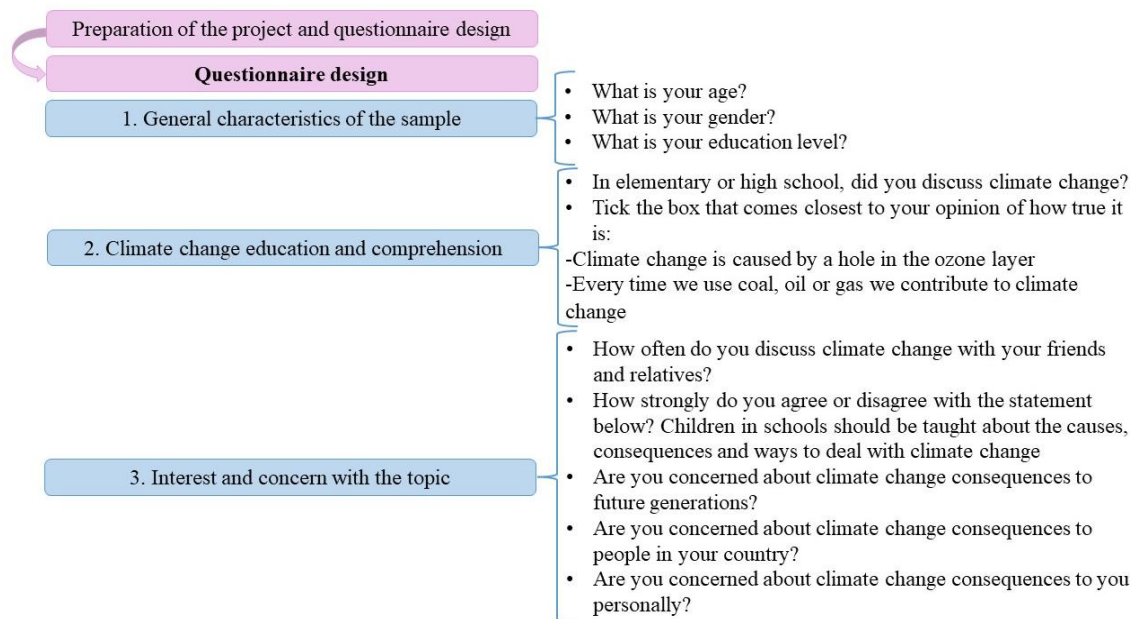 Preparation of the project and questionnaire design
Questionnaire design
1. General characteristics of the sample
• What is your age?
• What is your gender?
• What is your education level?
2. Climate change education and comprehension
• In elementary or high school, did you discuss climate change?
• Tick the box that comes closest to your opinion of how true it
is:
-Climate change is caused by a hole in the ozone layer
-Every time we use coal, oil or gas we contribute to climate
change
3. Interest and concern with the topic
• How often do you discuss climate change with your friends
and relatives?
• How strongly do you agree or disagree with the statement
below? Children in schools should be taught about the causes,
consequences and ways to deal with climate change
• Are you concerned about climate change consequences to
future generations?
• Are you concerned about climate change consequences to
people in your country?
• Are you concerned about climate change consequences to you
personally?